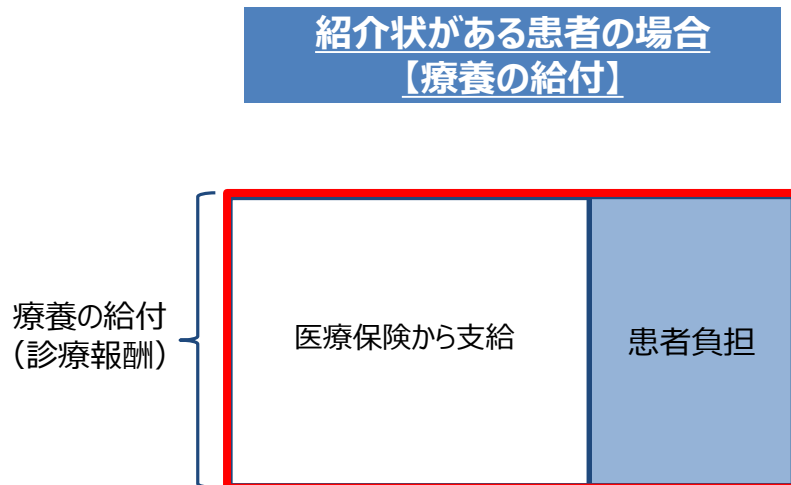 紹介状がある患者の場合
【療養の給付】
療養の給付
（診療報酬）
医療保険から支給
患者負担